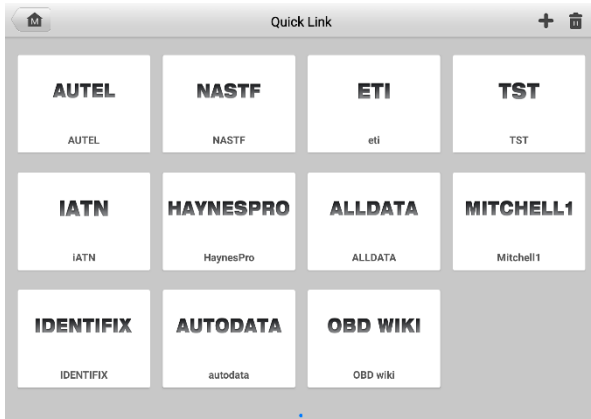 M
Quick Link
AUTEL
NASTF
ETI
TST
AUTEL
NASTF
eti
TST
IATN
HAYNESPRO
ALLDATA
MITCHELL1
iATN
HaynesPro
ALLDATA
Mitchell1
IDENTIFIX
AUTODATA
OBD WIKI
IDENTIFIX
autodata
OBD wiki